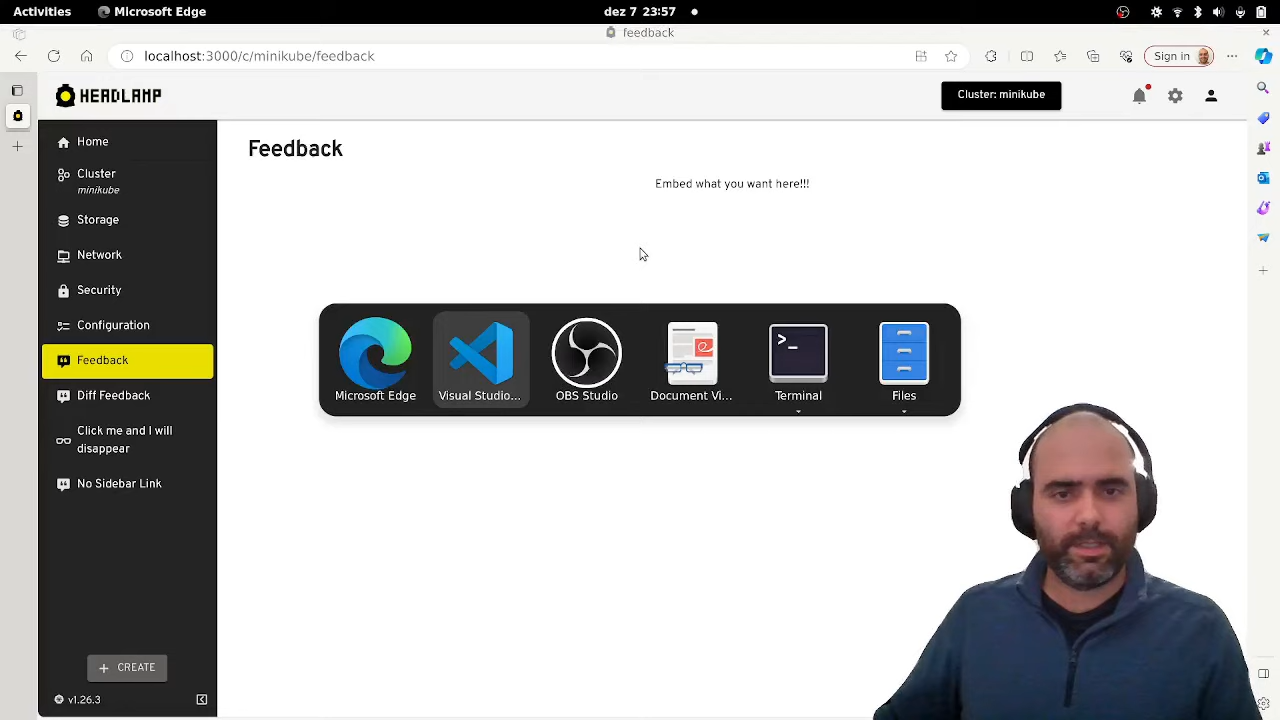 Activities
Microsoft Edge
dez 7 23:57
feedback
localhost:3000/c/minikube/feedback
Sign in
HEADLAMP
Cluster: minikube
Home
Cluster
minikube
Storage
Network
Security
Configuration
Feedback
Diff Feedback
Click me and I will
disappear
No Sidebar Link
CREATE
v1.26.3
Feedback
Embed what you want here!!!
Microsoft Edge
Visual Studio...
OBS Studio
Document Vi...
Terminal
Files